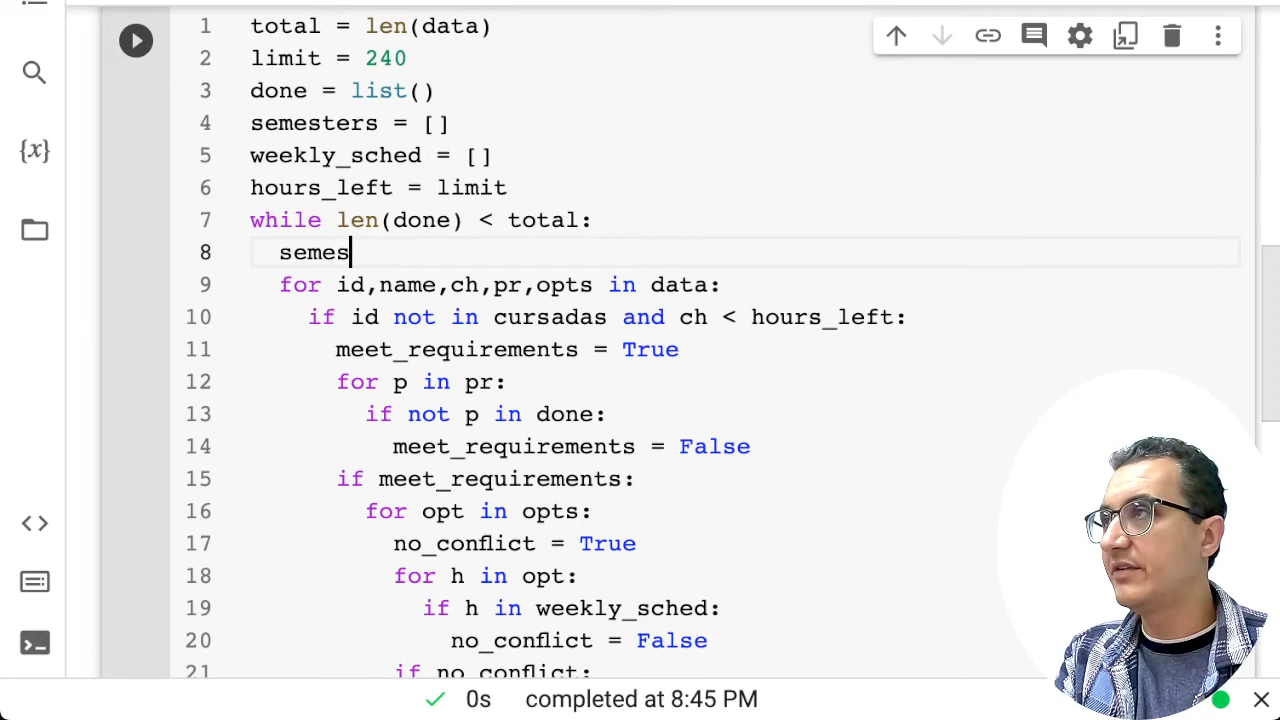 1 total = len(data)
2 limit = 240
3 done = list()
4 semesters = []
5 weekly_sched = []
6 hours_left = limit
7 while len(done) < total:
8 semes
9 for id,name,ch,pr,opts in data:
10 if id not in cursadas and ch < hours_left:
11 meet_requirements = True
12 for p in pr:
13 if not p in done:
14 meet_requirements = False
15 if meet_requirements:
16 for opt in opts:
17 no_conflict = True
18 for h in opt:
19 if h in weekly_sched:
20 no_conflict = False
21 if no_conflict:
{x}
0s completed at 8:45 PM